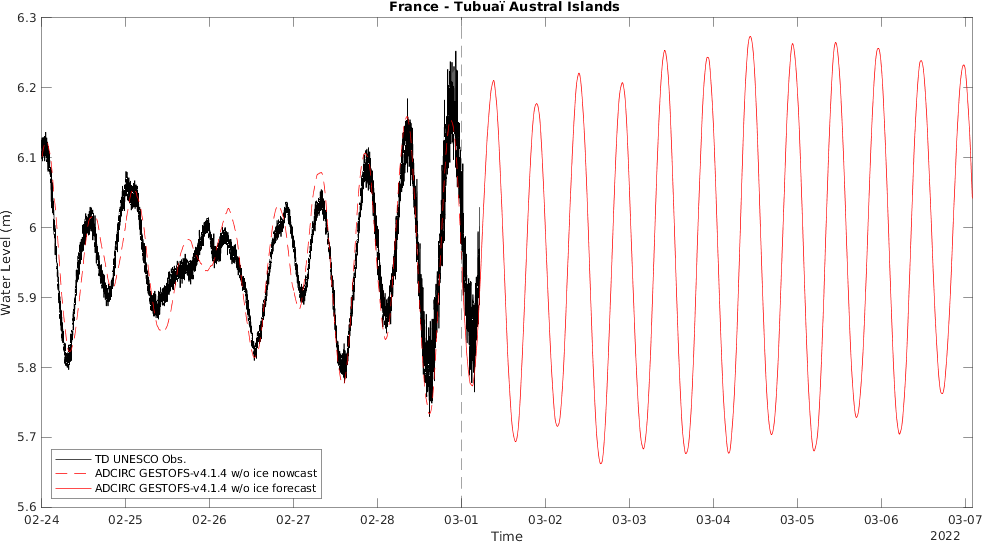 France - Tubuaï Austral Islands
6.3
6.2
6.1
6
5.9
5.8
5.7
5.6
Water Level (m)
TD UNESCO Obs.
ADCIRC GESTOFS-v4.1.4 w/o ice nowcast
ADCIRC GESTOFS-v4.1.4 w/o ice forecast
02-24 02-25 02-26 02-27 02-28 03-01 03-02 03-03 03-04 03-05 03-06 03-07
Time
2022